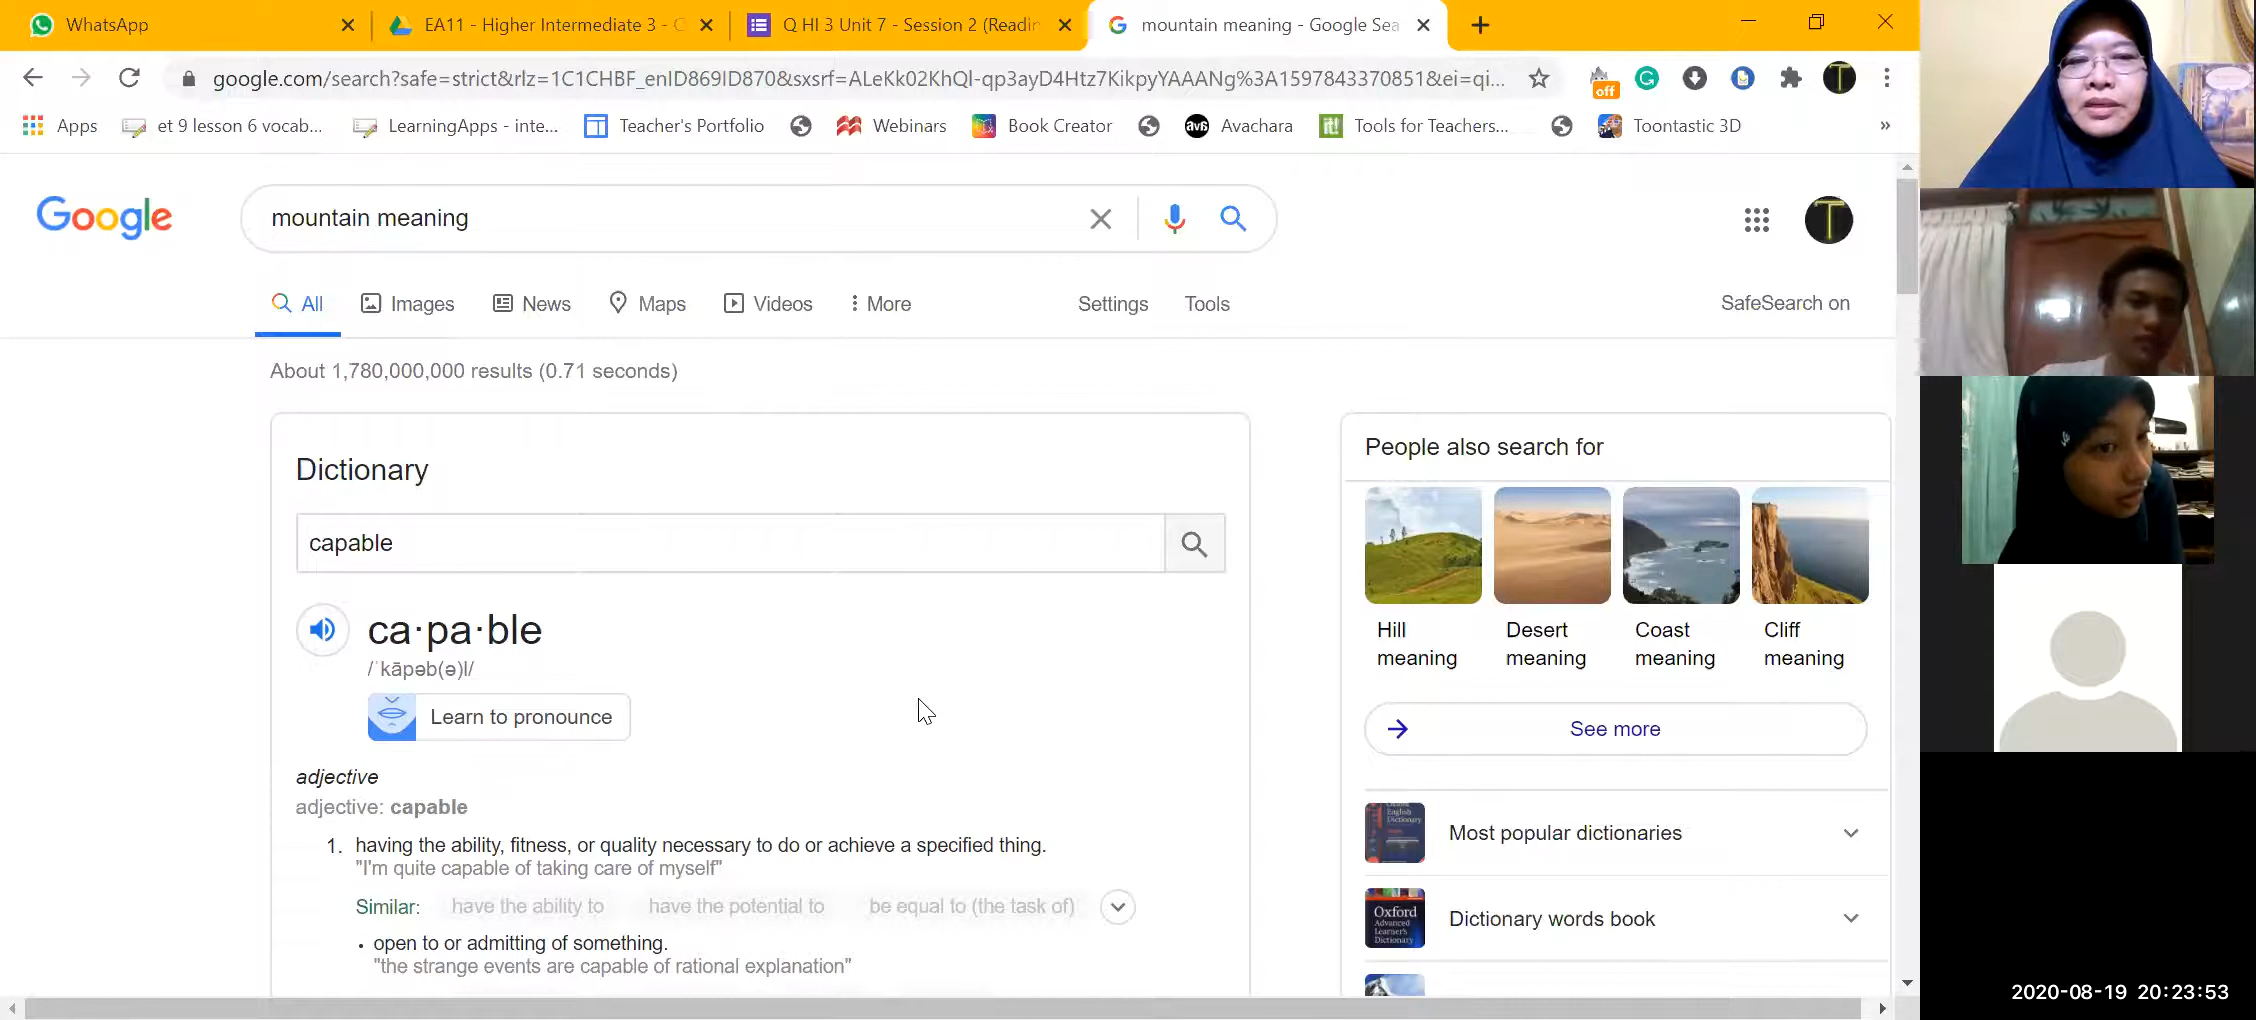 WhatsApp
EA11 - Higher Intermediate 3 - C
Q HI 3 Unit 7 - Session 2 (Readin
mountain meaning - Google Sea
google.com/search?safe=strict&rlz=1C1CHBF_enID869ID870&sxsrf=ALeKk02KhQl-qp3ayD4Htz7KikpyYAAANg%3A1597843370851&ei=qi...
off
T
Apps
et 9 lesson 6 vocab...
LearningApps - inte...
Teacher's Portfolio
Webinars
Book Creator
Avachara
Tools for Teachers...
Toontastic 3D
»
Google
mountain meaning
T
All
Images
News
Maps
Videos
More
Settings
Tools
SafeSearch on
About 1,780,000,000 results (0.71 seconds)
Dictionary
capable
ca·pa·ble
/ˈkāpəb(ə)l/
Learn to pronounce
adjective
adjective: capable
1. having the ability, fitness, or quality necessary to do or achieve a specified thing.
"I'm quite capable of taking care of myself"
Similar: have the ability to have the potential to be equal to (the task of)
• open to or admitting of something.
"the strange events are capable of rational explanation"
People also search for
Hill meaning
Desert meaning
Coast meaning
Cliff meaning
See more
English
Dictionary
Most popular dictionaries
Oxford
Advanced
Learner's
Dictionary
Dictionary words book
2020-08-19 20:23:53